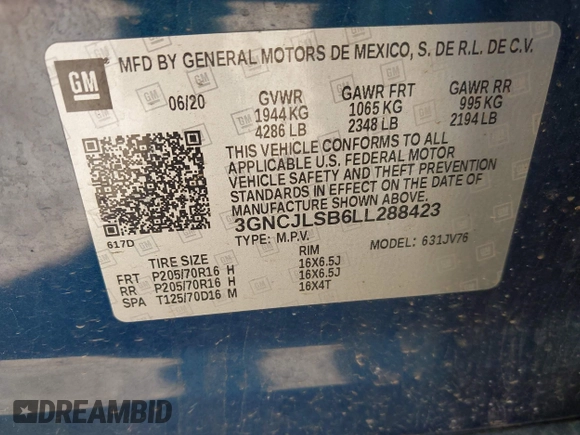 GM
MFD BY GENERAL MOTORS DE MEXICO, S. DE R.L. DE C.V.
06/20
GVWR GAWR FRT GAWR RR
1944 KG 1065 KG 995 KG
4286 LB 2348 LB 2194 LB
THIS VEHICLE CONFORMS TO ALL
APPLICABLE U.S. FEDERAL MOTOR
VEHICLE SAFETY AND THEFT PREVENTION
STANDARDS IN EFFECT ON THE DATE OF
MANUFACTURE SHOWN ABOVE.
3GNCJLSB6LL288423
617D
TYPE: M.P.V. MODEL: 631JV76
TIRE SIZE RIM
FRT P205/70R16 H 16X6.5J
RR P205/70R16 H 16X6.5J
SPA T125/70D16 M 16X4T
DREAMBID